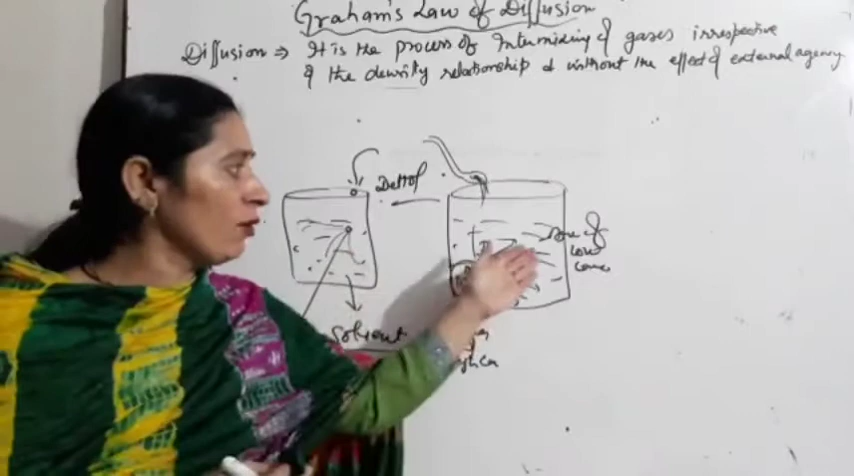 Graham's Law of Diffusion
Diffusion ⇒ It is the process of Intermixing of gases irrespective
of the density relationship & without the effect of external agency
Dettol
Zone of
low
conc
Solvent